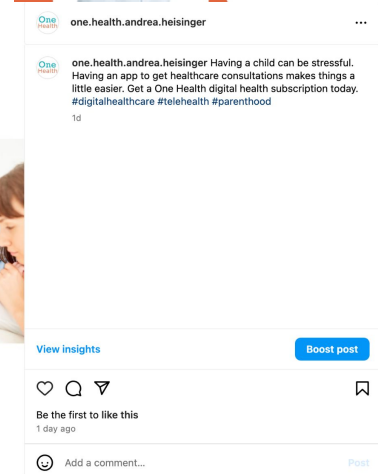 One
Health
one.health.andrea.heisinger
One
Health
one.health.andrea.heisinger Having a child can be stressful.
Having an app to get healthcare consultations makes things a
little easier. Get a One Health digital health subscription today.
#digitalhealthcare #telehealth #parenthood
1d
View insights
Boost post
Be the first to like this
1 day ago
Add a comment...
Post